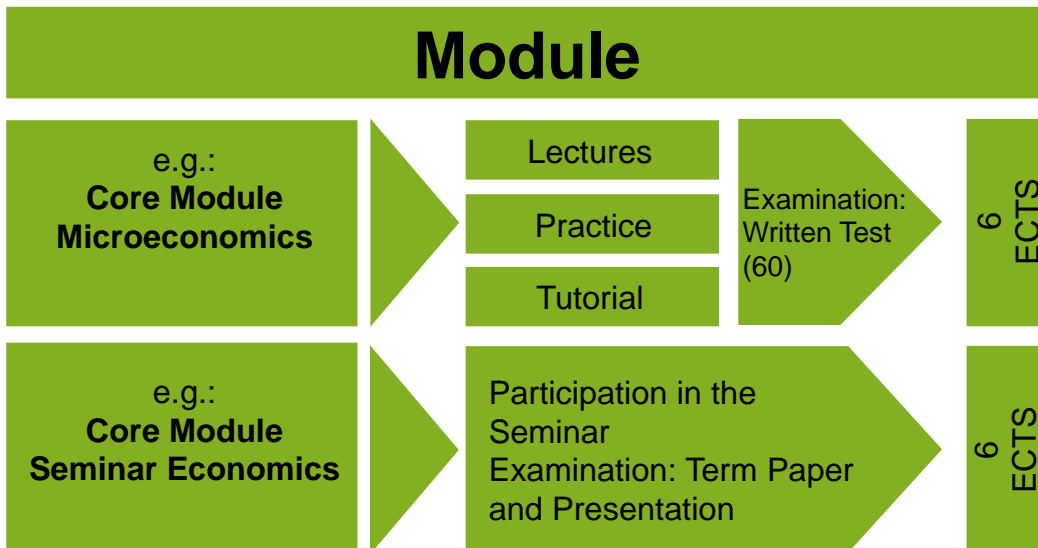 Module
e.g.:
Core Module
Microeconomics
Lectures
Practice
Tutorial
Examination:
Written Test
(60)
6
ECTS
e.g.:
Core Module
Seminar Economics
Participation in the
Seminar
Examination: Term Paper
and Presentation
6
ECTS